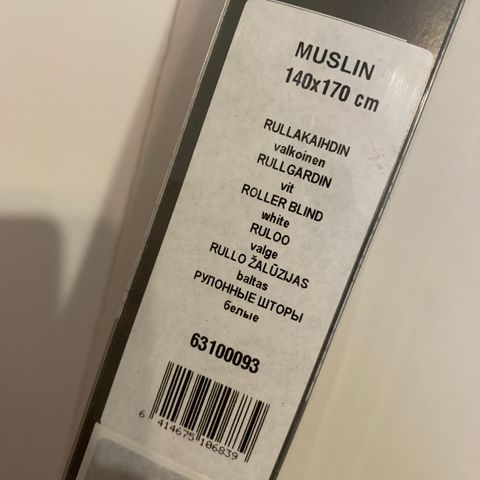 MUSLIN
140x170 cm
RULLAKAIHDIN
valkoinen
RULLGARDIN
vit
ROLLER BLIND
white
RULOO
valge
RULLO ŽALŪZIJAS
baltas
РУЛОННЫЕ ШТОРЫ
белые
63100093
6 414675 106839